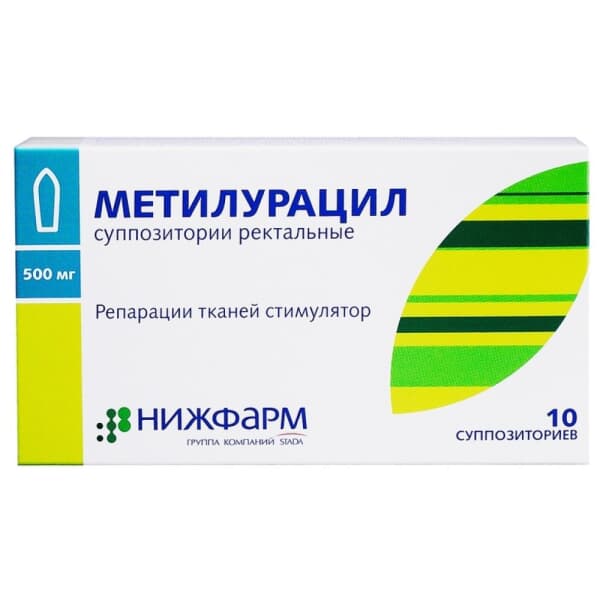 МЕТИЛУРАЦИЛ
суппозитории ректальные
500 мг
Репарации тканей стимулятор
НИЖФАРМ
ГРУППА КОМПАНИЙ STADA
10
СУППОЗИТОРИЕВ